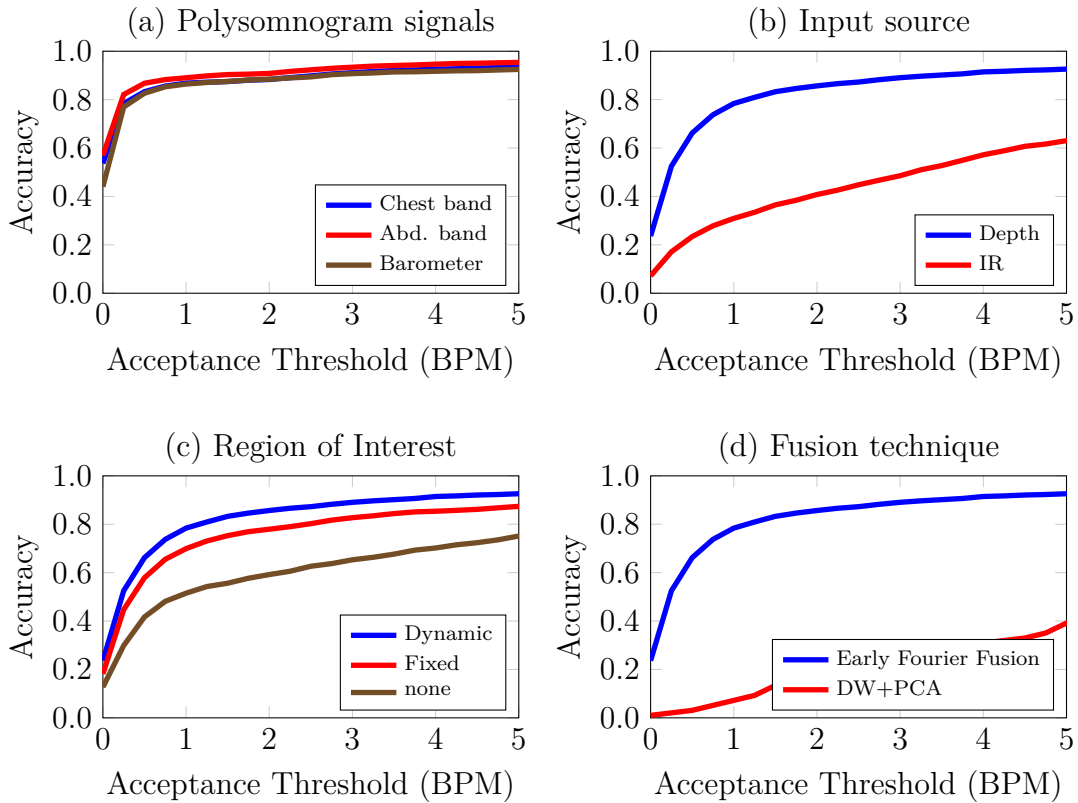 (a) Polysomnogram signals
1.0
0.8
0.6
0.4
0.2
0.0
Accuracy
Chest band
Abd. band
Barometer
0 1 2 3 4 5
Acceptance Threshold (BPM)
(b) Input source
1.0
0.8
0.6
0.4
0.2
0.0
Accuracy
Depth
IR
0 1 2 3 4 5
Acceptance Threshold (BPM)
(c) Region of Interest
1.0
0.8
0.6
0.4
0.2
0.0
Accuracy
Dynamic
Fixed
none
0 1 2 3 4 5
Acceptance Threshold (BPM)
(d) Fusion technique
1.0
0.8
0.6
0.4
0.2
0.0
Accuracy
Early Fourier Fusion
DW+PCA
0 1 2 3 4 5
Acceptance Threshold (BPM)